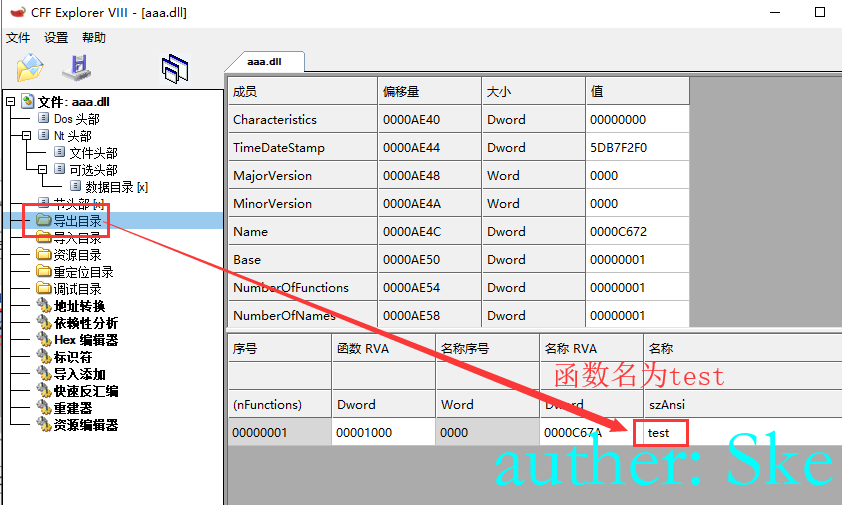 CFF Explorer VIII - [aaa.dll]
文件 设置 帮助
文件: aaa.dll
Dos 头部
Nt 头部
文件头部
可选头部
数据目录 [x]
节头部 [x]
导出目录
导入目录
资源目录
重定位目录
调试目录
地址转换
依赖性分析
Hex 编辑器
标识符
导入添加
快速反汇编
重建器
资源编辑器
aaa.dll
成员 偏移量 大小 值
Characteristics 0000AE40 Dword 00000000
TimeDateStamp 0000AE44 Dword 5DB7F2F0
MajorVersion 0000AE48 Word 0000
MinorVersion 0000AE4A Word 0000
Name 0000AE4C Dword 0000C672
Base 0000AE50 Dword 00000001
NumberOfFunctions 0000AE54 Dword 00000001
NumberOfNames 0000AE58 Dword 00000001
序号 函数 RVA 名称序号 名称 RVA 名称
函数名为test
(nFunctions) Dword Word Dword szAnsi
00000001 00001000 0000 0000C67A test
auther: Ske